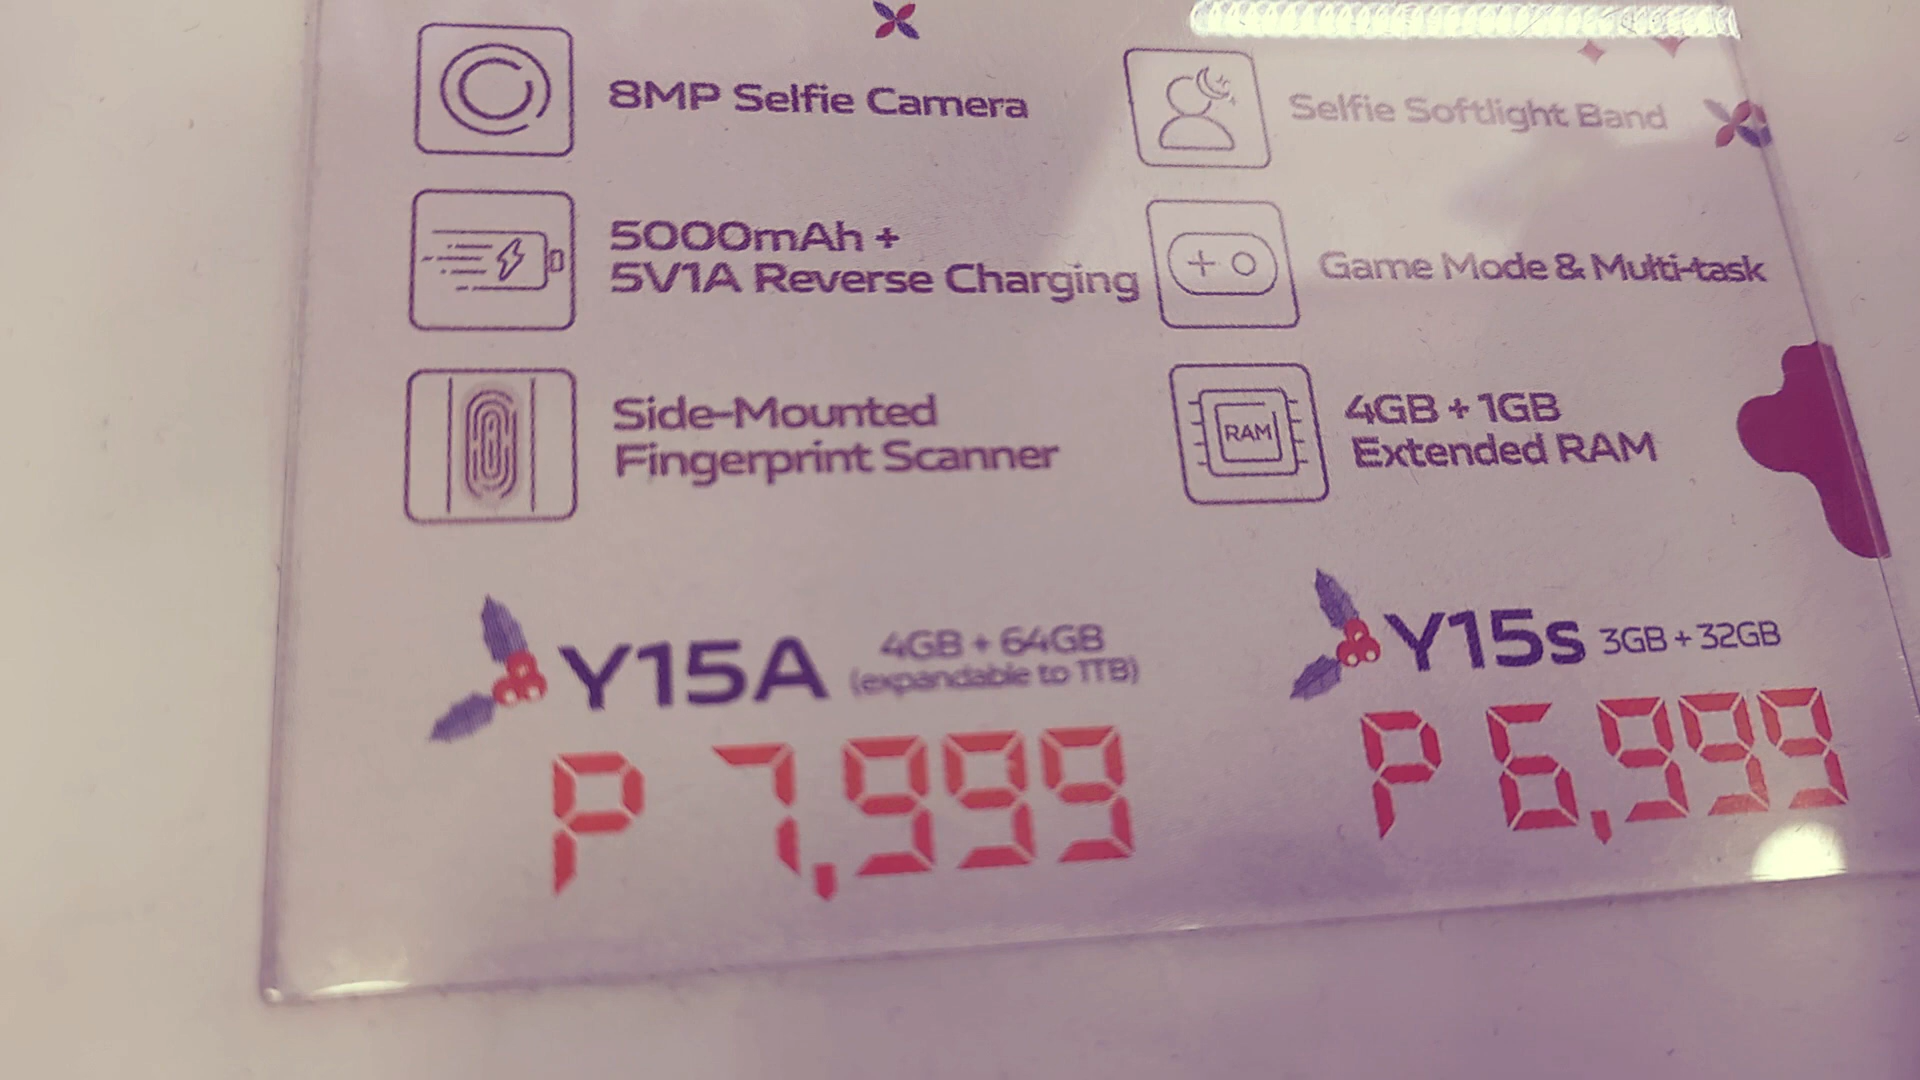 8MP Selfie Camera
Selfie Softlight Band
5000mAh +
5V1A Reverse Charging
Game Mode & Multi-task
Side-Mounted
Fingerprint Scanner
RAM
4GB + 1GB
Extended RAM
Y15A 4GB + 64GB
(expandable to 1TB)
P 7,999
Y15s 3GB + 32GB
P 6,999